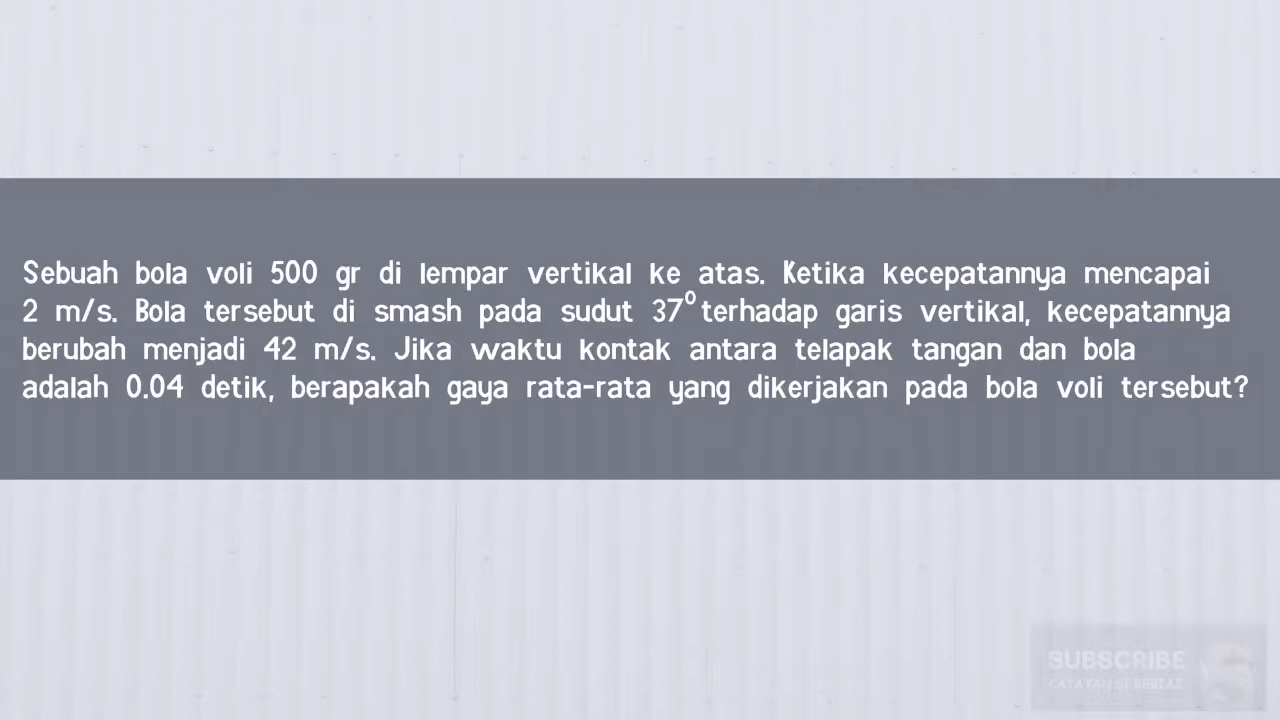 Sebuah bola voli 500 gr di lempar vertikal ke atas. Ketika kecepatannya mencapai
2 m/s. Bola tersebut di smash pada sudut 37° terhadap garis vertikal, kecepatannya
berubah menjadi 42 m/s. Jika waktu kontak antara telapak tangan dan bola
adalah 0.04 detik, berapakah gaya rata-rata yang dikerjakan pada bola voli tersebut?
SUBSCRIBE